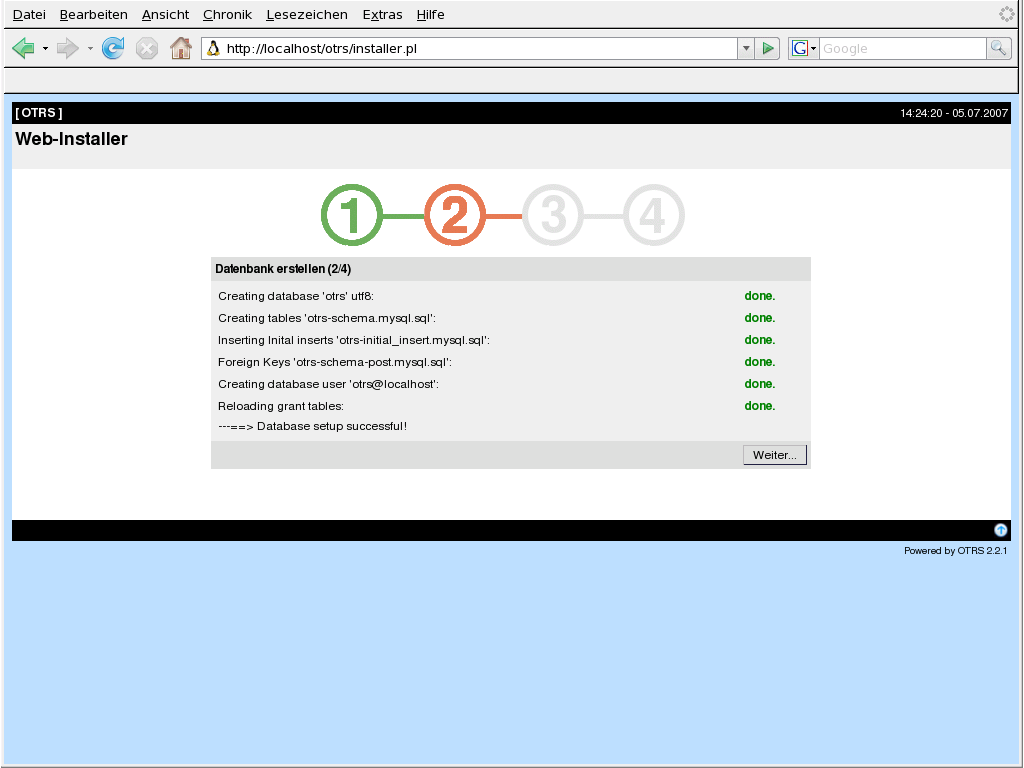 Datei Bearbeiten Ansicht Chronik Lesezeichen Extras Hilfe
http://localhost/otrs/installer.pl G Google
[ OTRS ] 14:24:20 - 05.07.2007
Web-Installer
1 2 3 4
Datenbank erstellen (2/4)
Creating database 'otrs' utf8: done.
Creating tables 'otrs-schema.mysql.sql': done.
Inserting Inital inserts 'otrs-initial_insert.mysql.sql': done.
Foreign Keys 'otrs-schema-post.mysql.sql': done.
Creating database user 'otrs@localhost': done.
Reloading grant tables: done.
---==> Database setup successful!
Weiter...
Powered by OTRS 2.2.1